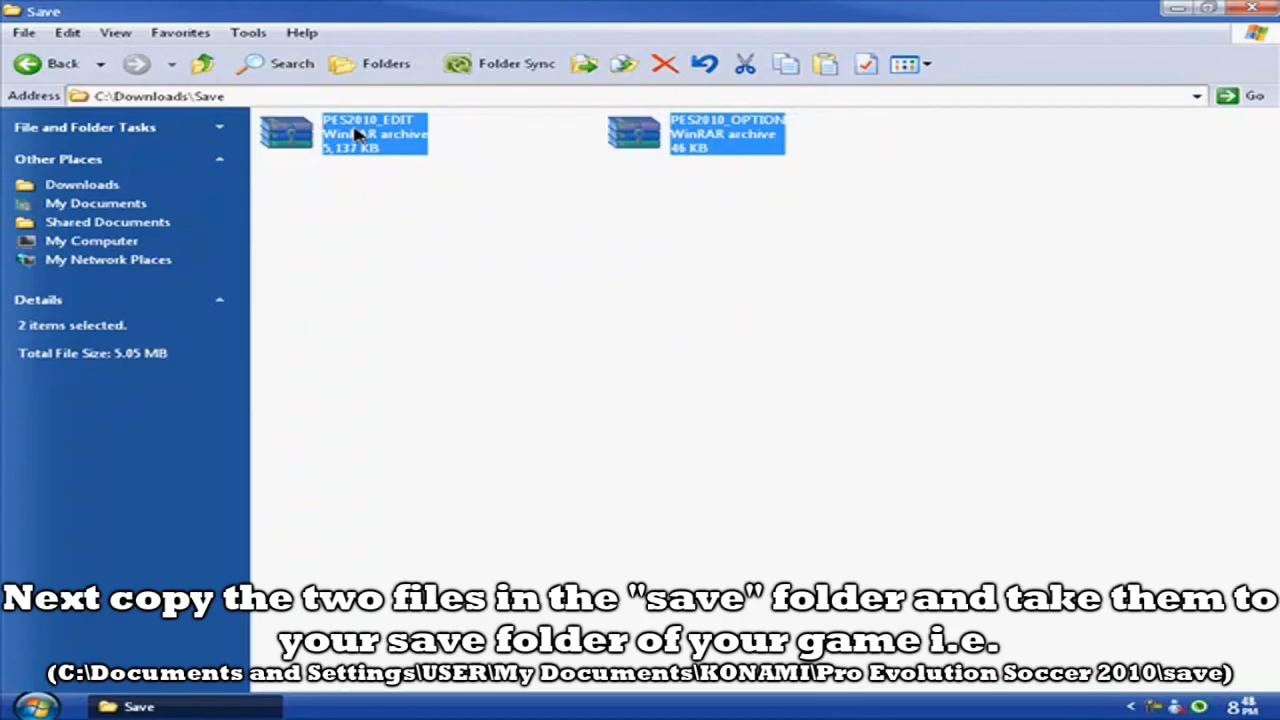 Save
File Edit View Favorites Tools Help
Back Search Folders Folder Sync
Address C:\Downloads\Save Go
File and Folder Tasks
Other Places
Downloads
My Documents
Shared Documents
My Computer
My Network Places
Details
2 items selected.
Total File Size: 5.05 MB
PES2010_EDIT
WinRAR archive
5,137 KB
PES2010_OPTION
WinRAR archive
46 KB
Next copy the two files in the "save" folder and take them to
your save folder of your game i.e.
(C:\Documents and Settings\USER\My Documents\KONAMI\Pro Evolution Soccer 2010\save)
Save
8:48 PM